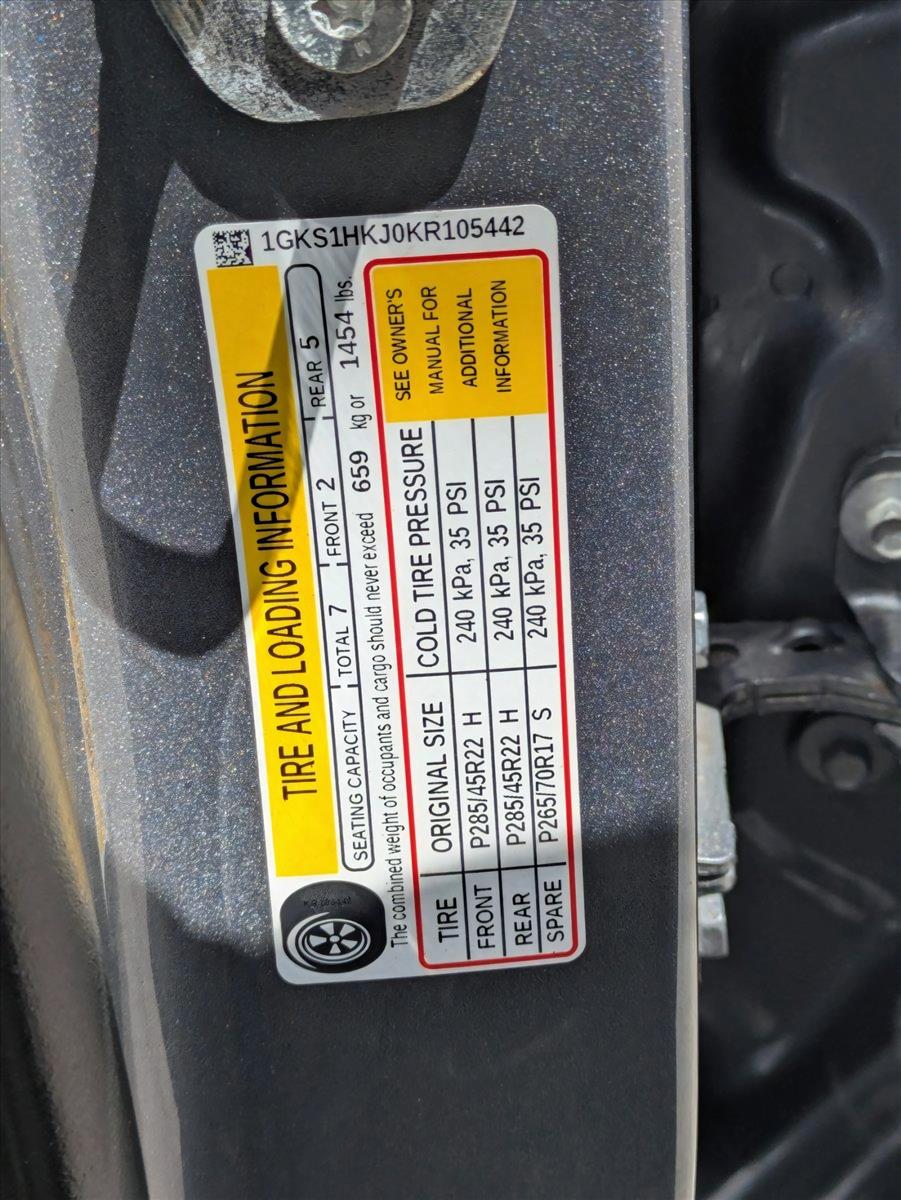 1GKS1HKJ0KR105442
TIRE AND LOADING INFORMATION
SEATING CAPACITY TOTAL 7 FRONT 2 REAR 5
The combined weight of occupants and cargo should never exceed 659 kg or 1454 lbs.
TIRE ORIGINAL SIZE COLD TIRE PRESSURE
FRONT P285/45R22 H 240 kPa, 35 PSI
REAR P285/45R22 H 240 kPa, 35 PSI
SPARE P265/70R17 S 240 kPa, 35 PSI
SEE OWNER'S
MANUAL FOR
ADDITIONAL
INFORMATION